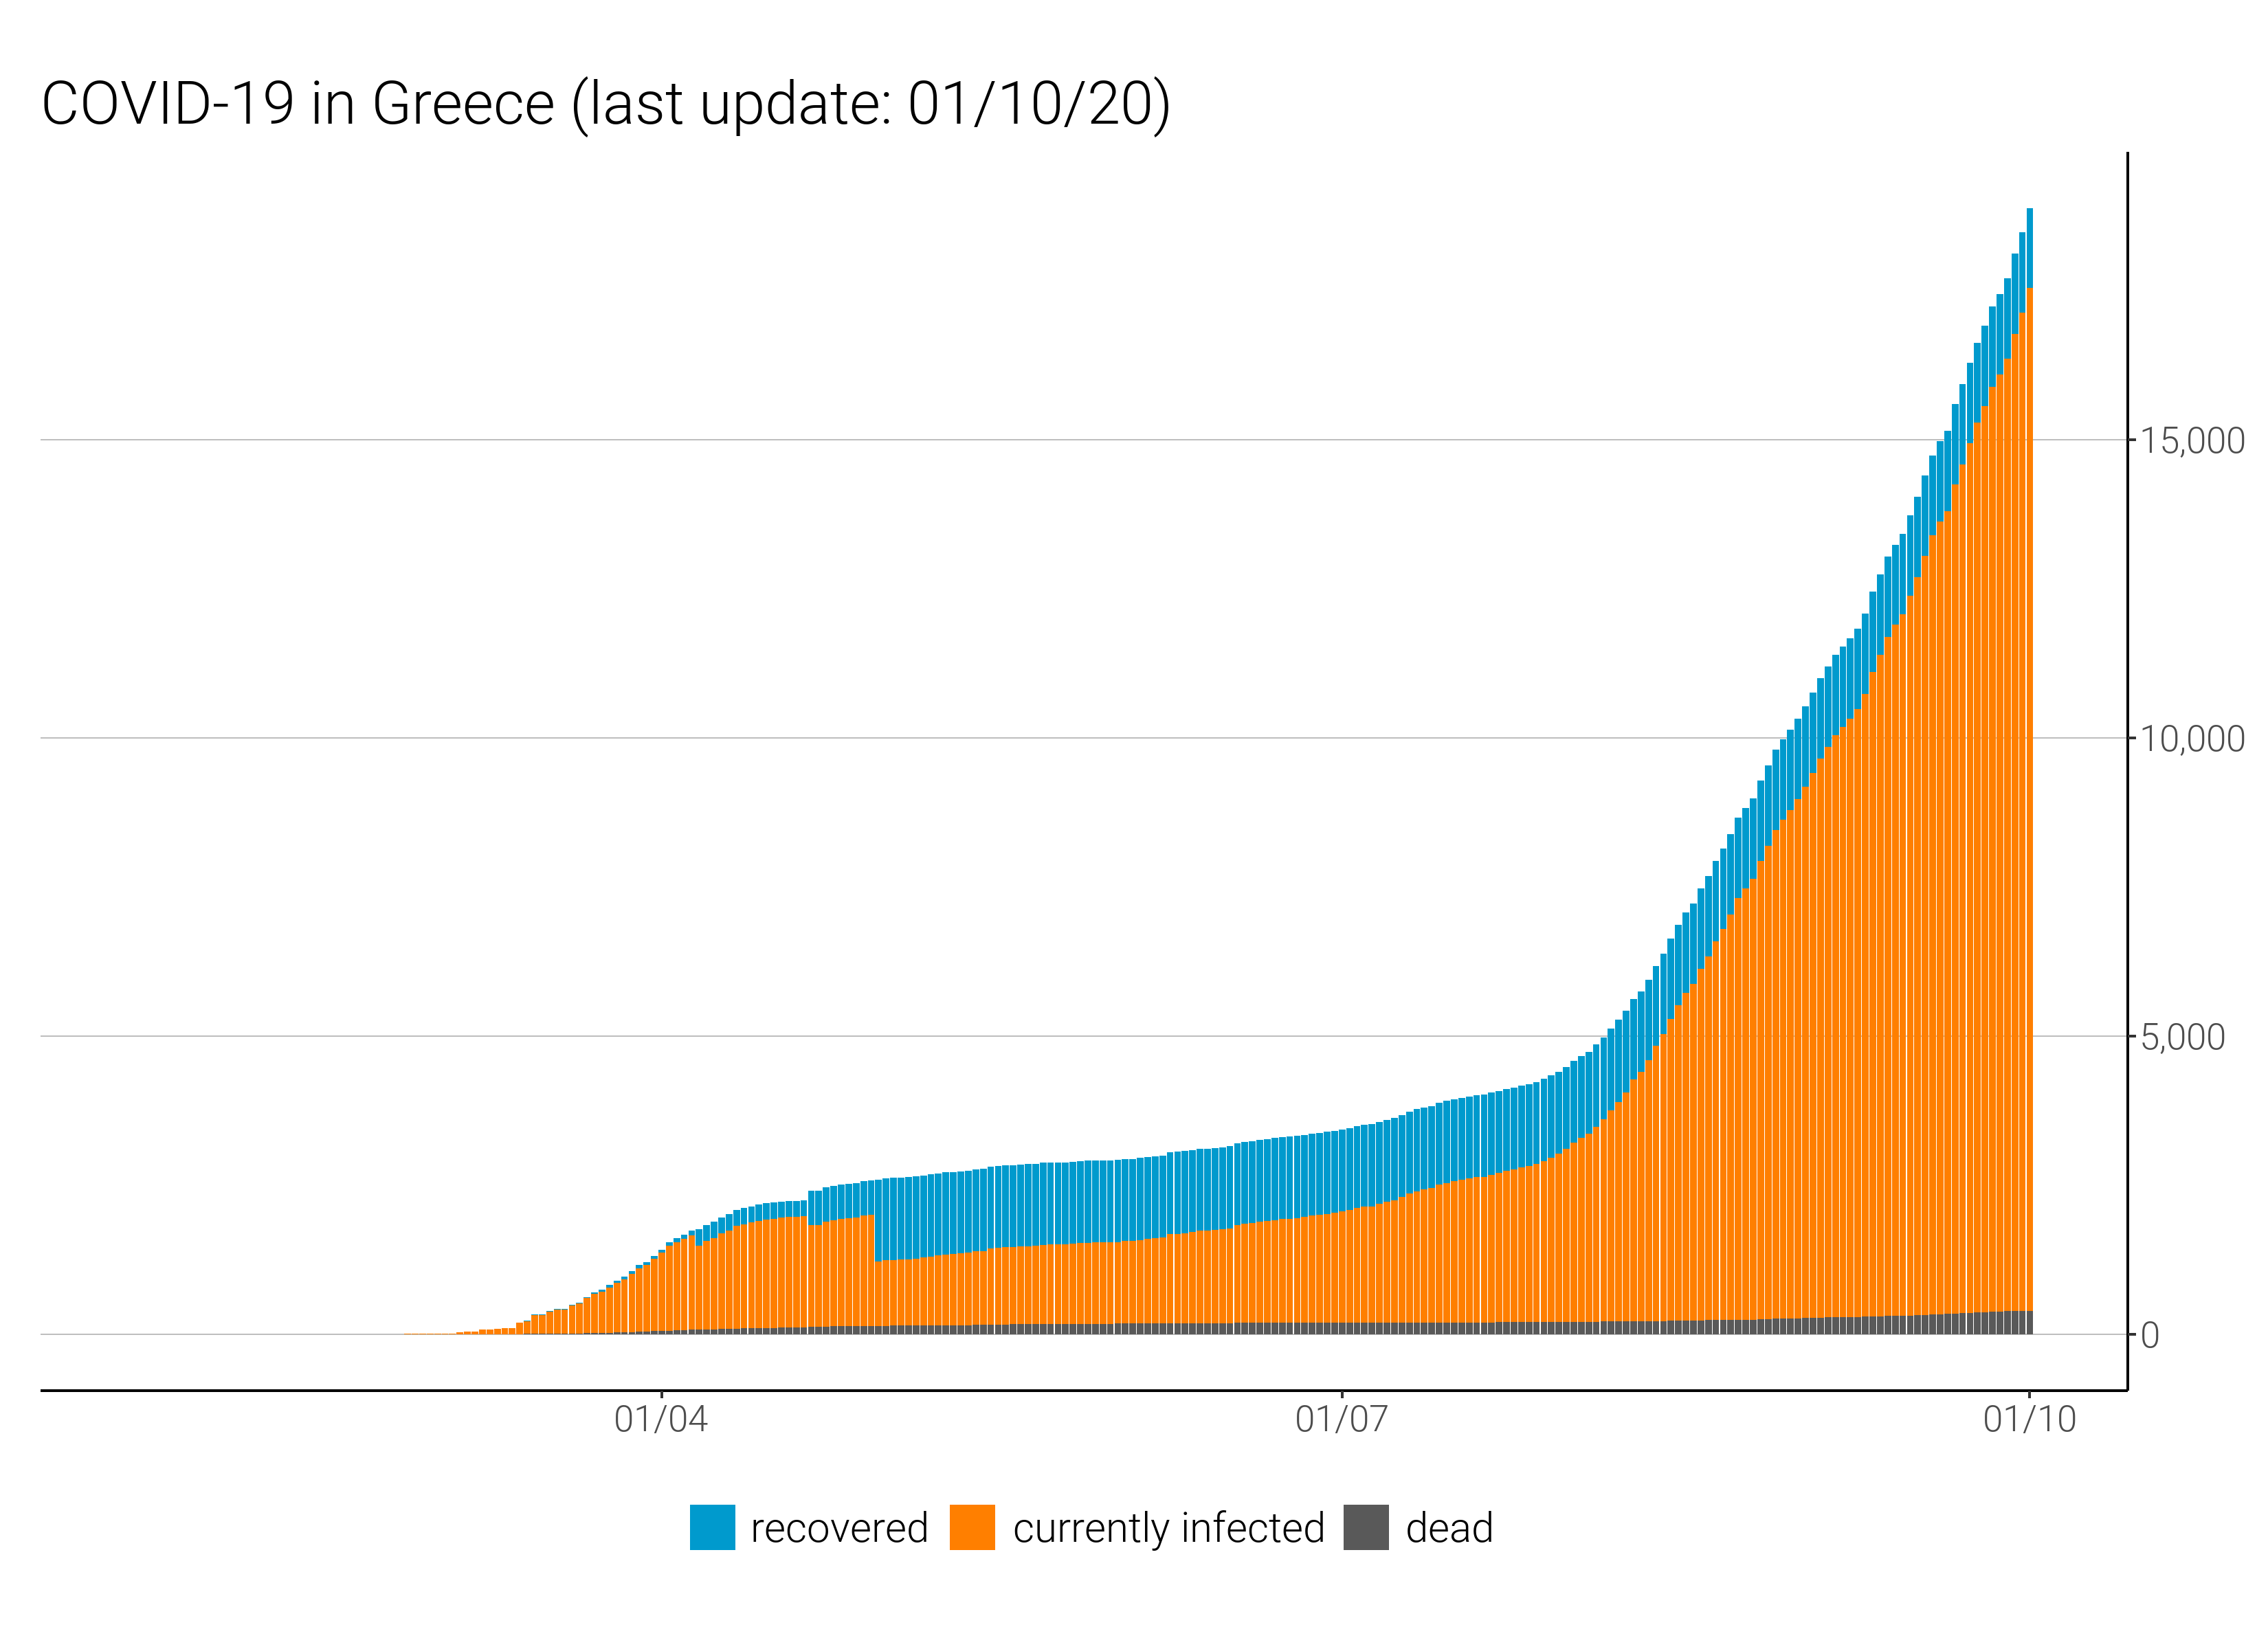 COVID-19 in Greece (last update: 01/10/20)
15,000
10,000
5,000
0
01/04 01/07 01/10
recovered currently infected dead